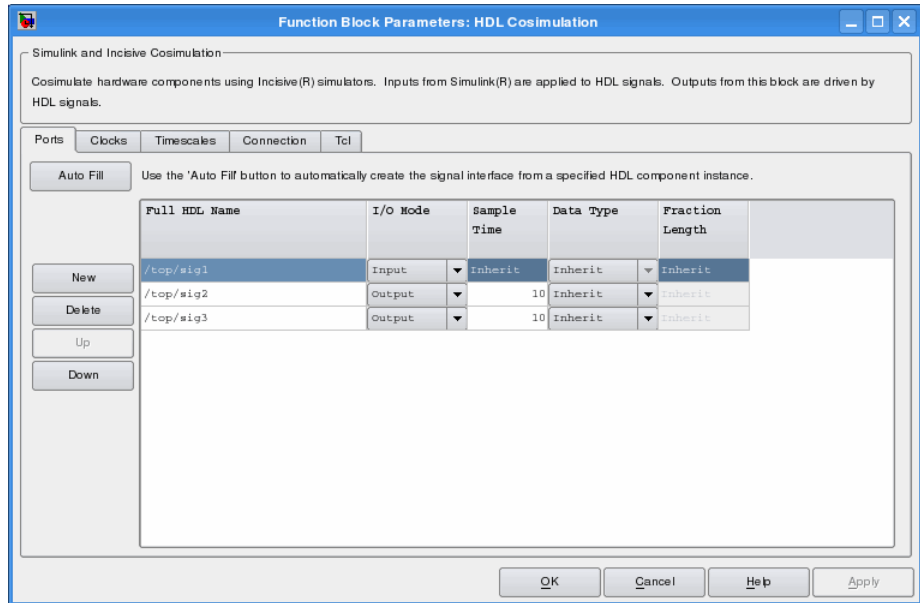 Function Block Parameters: HDL Cosimulation
Simulink and Incisive Cosimulation
Cosimulate hardware components using Incisive(R) simulators. Inputs from Simulink(R) are applied to HDL signals. Outputs from this block are driven by
HDL signals.
Ports Clocks Timescales Connection Tcl
Auto Fill Use the 'Auto Fill' button to automatically create the signal interface from a specified HDL component instance.
Full HDL Name I/O Mode Sample Time Data Type Fraction Length
/top/sig1 Input Inherit Inherit Inherit
/top/sig2 Output 10 Inherit Inherit
/top/sig3 Output 10 Inherit Inherit
New
Delete
Up
Down
OK Cancel Help Apply